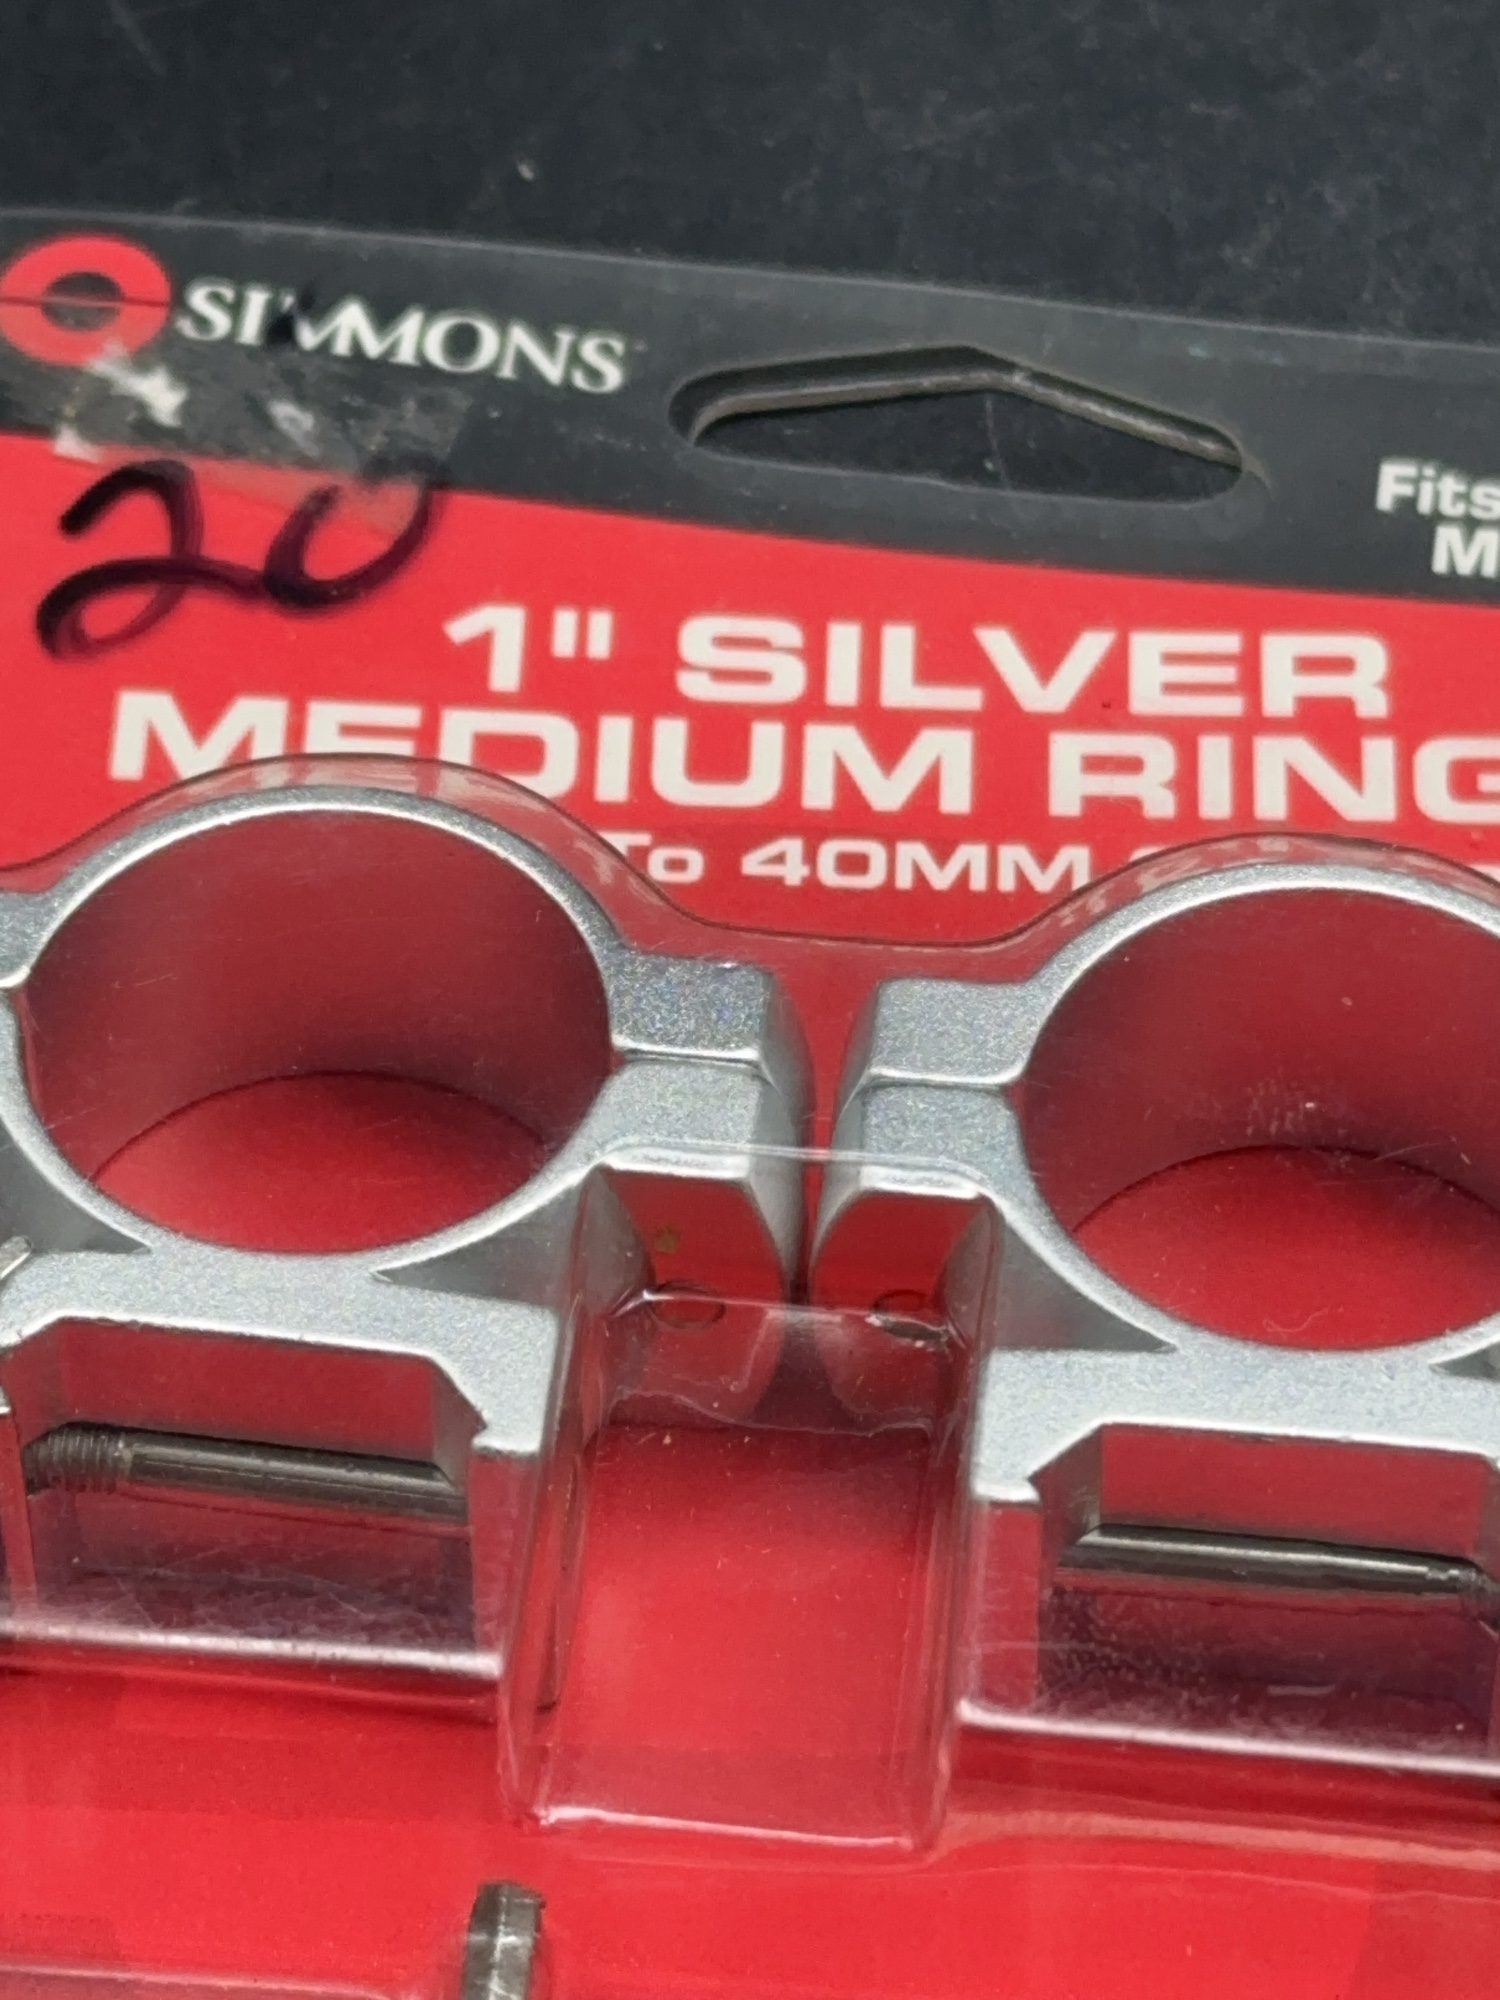 SIMMONS
20
Fits
M
1" SILVER
MEDIUM RING
To 40MM